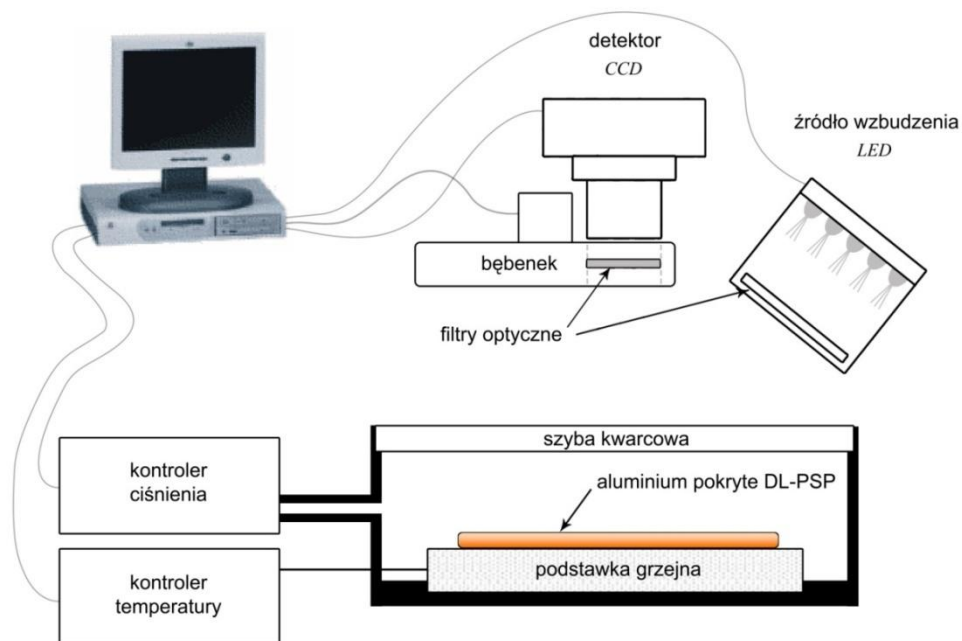 detektor
CCD
źródło wzbudzenia
LED
bębenek
filtry optyczne
szyba kwarcowa
kontroler
ciśnienia
aluminium pokryte DL-PSP
podstawka grzejna
kontroler
temperatury